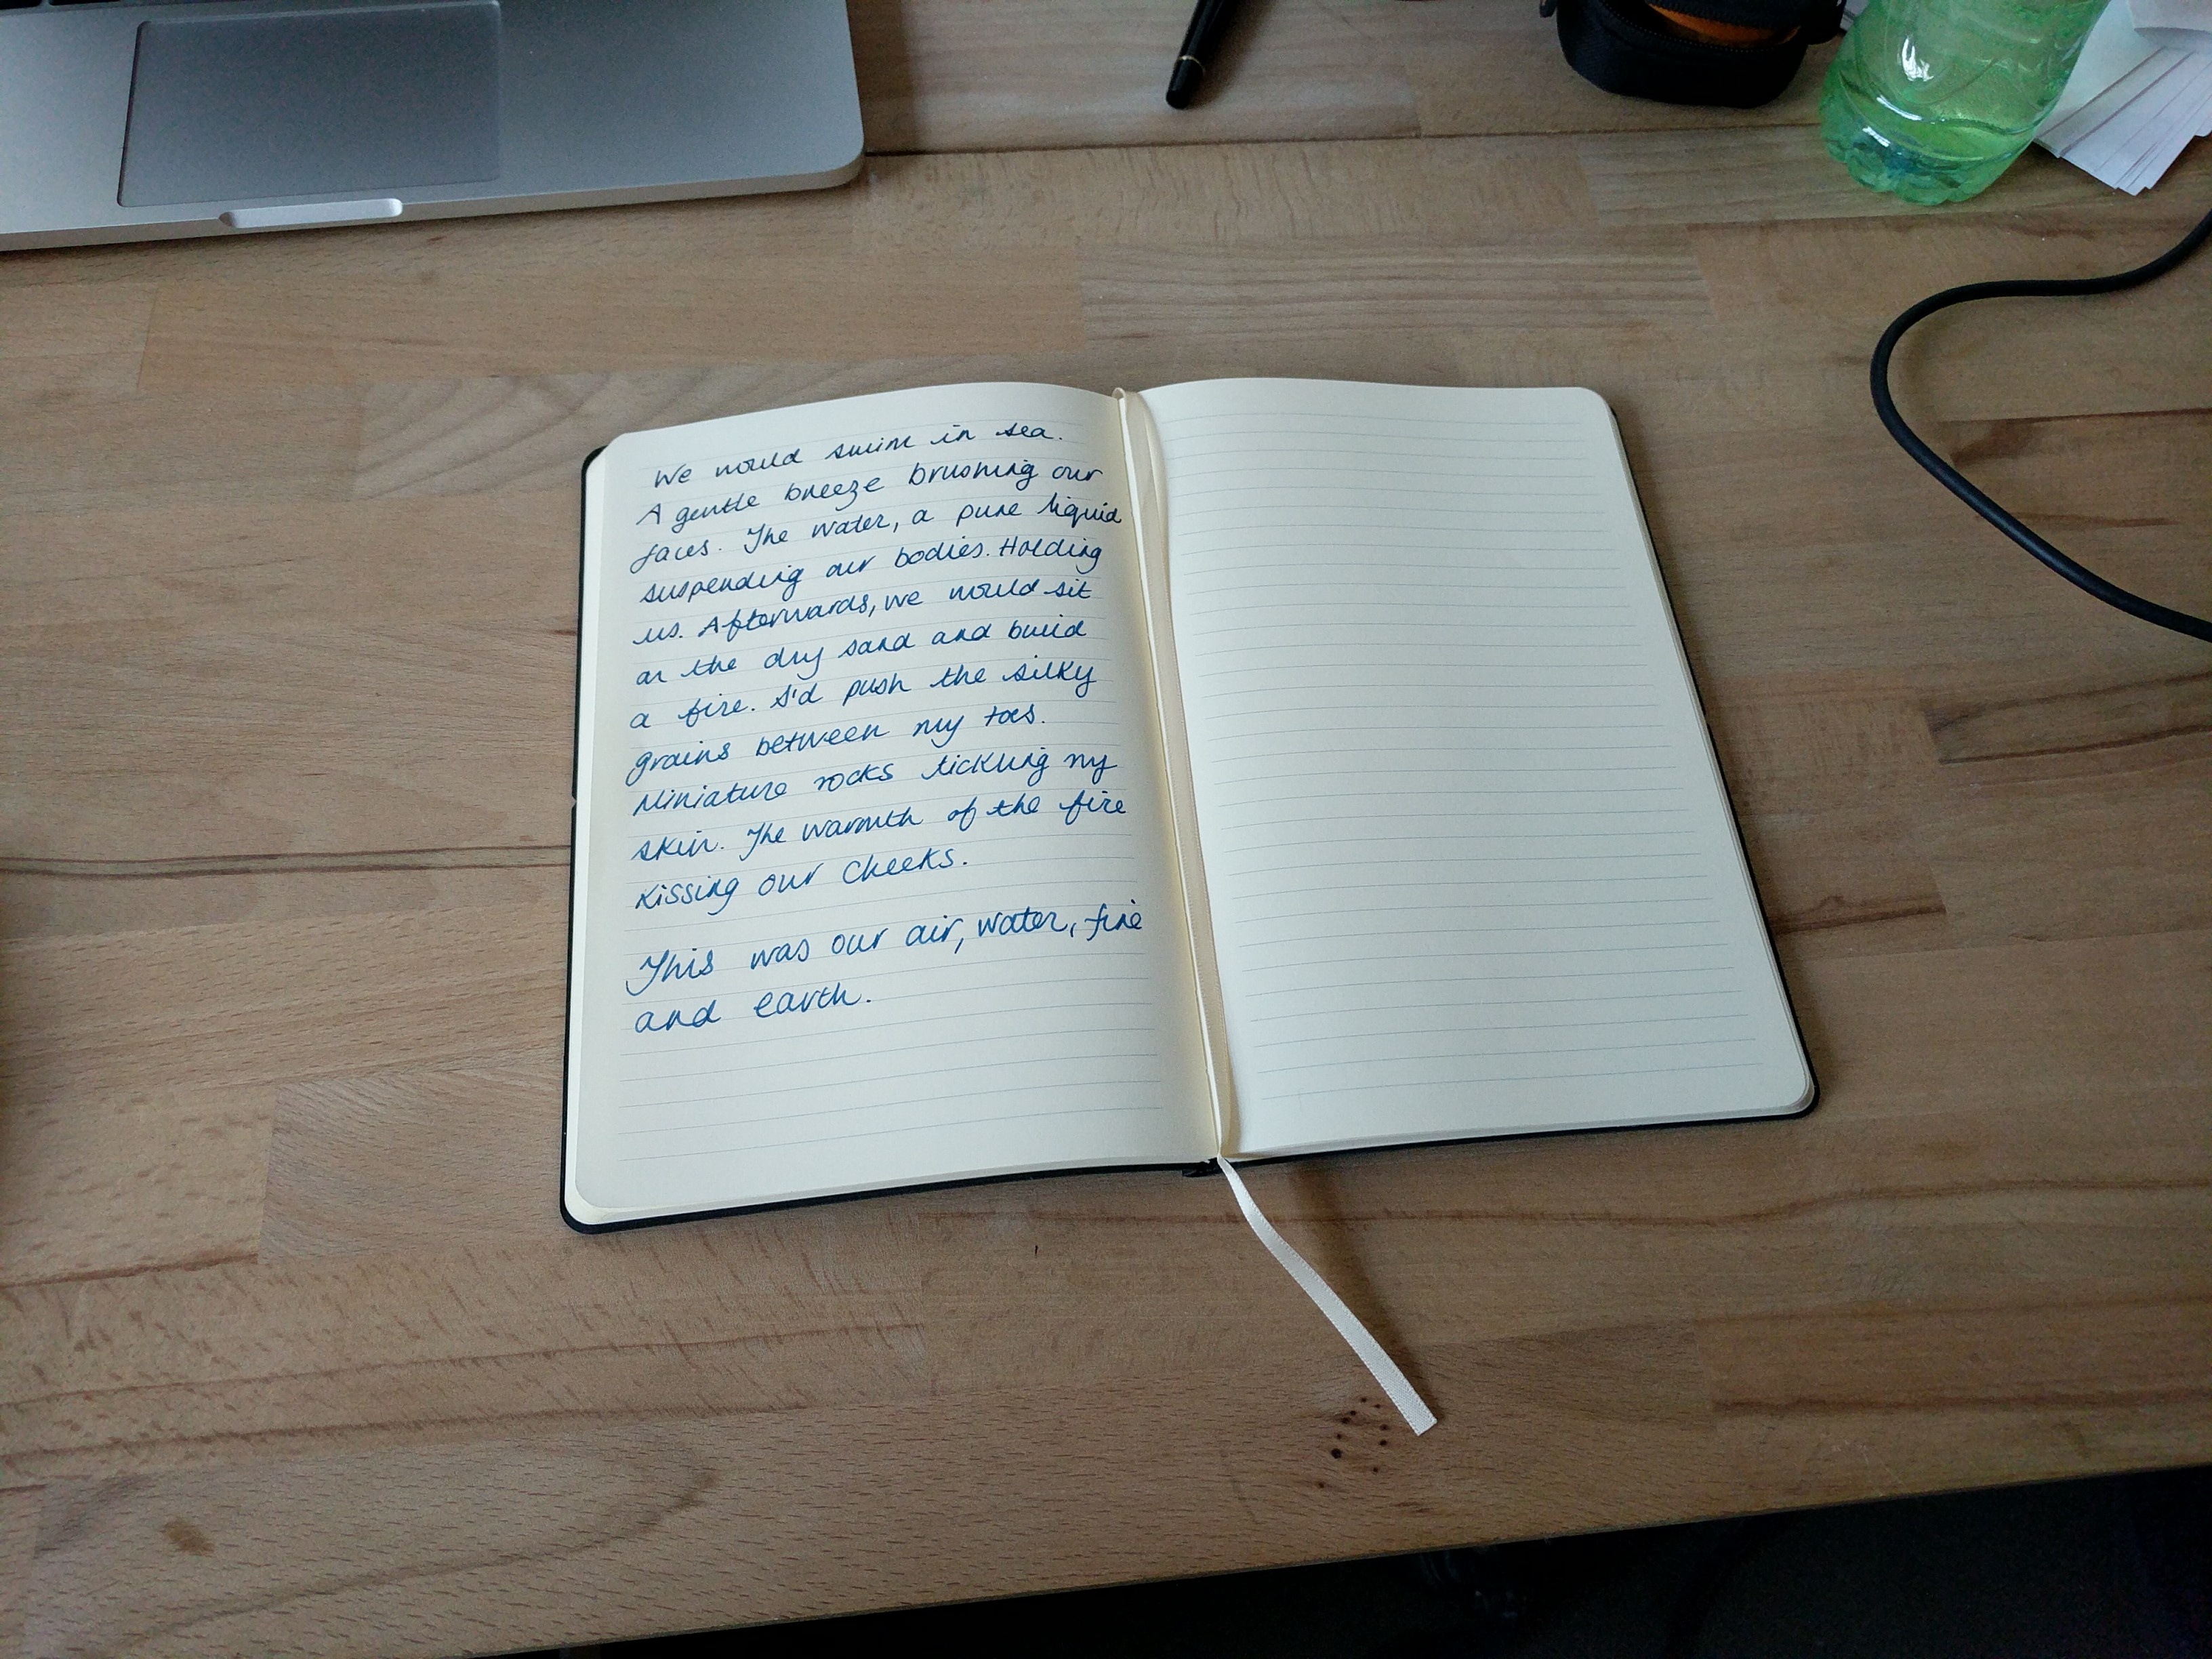 We would swim in sea.
A gentle breeze brushing our
faces. The water, a pure liquid
suspending our bodies. Holding
us. Afterwards, we would sit
on the dry sand and build
a fire. I'd push the silky
grains between my toes.
Miniature rocks tickling my
skin. The warmth of the fire
kissing our cheeks.
This was our air, water, fire
and earth.